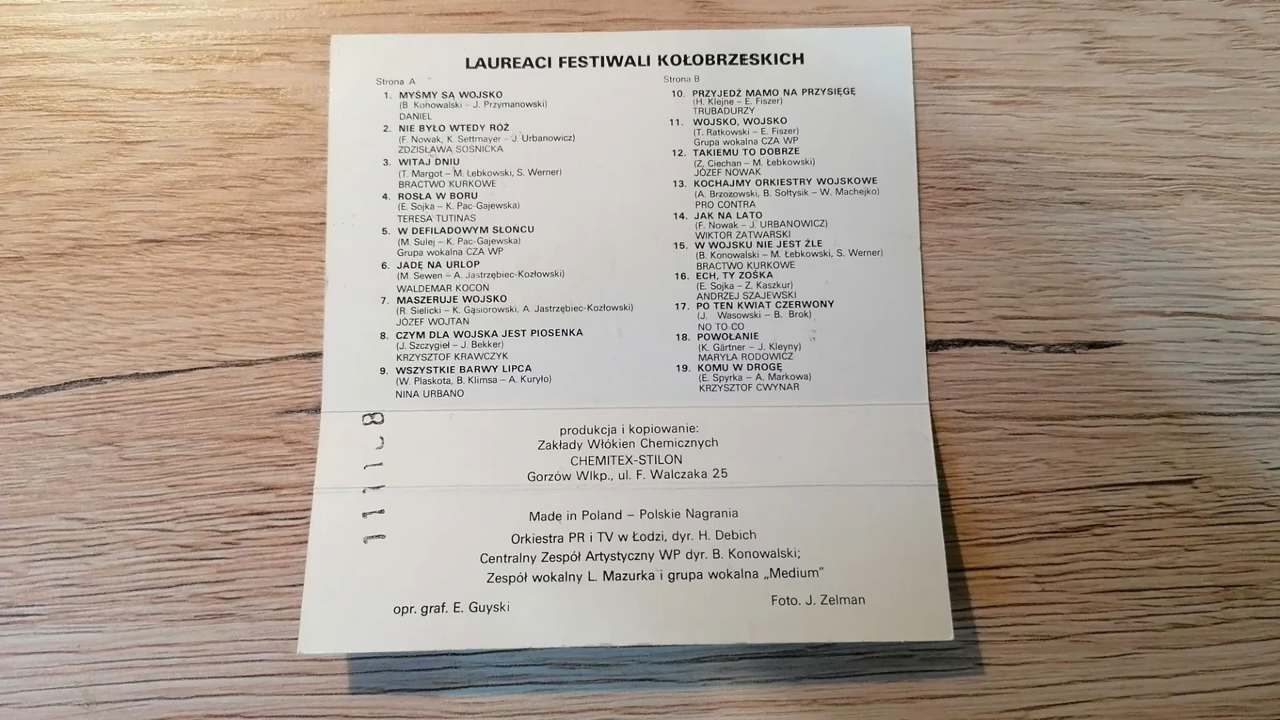 LAUREACI FESTIWALI KOŁOBRZESKICH
Strona A
1. MYŚMY SĄ WOJSKO
(B. Kohowalski – J. Przymanowski)
DANIEL
2. NIE BYŁO WTEDY RÓŻ
(F. Nowak, K. Settmayer – J. Urbanowicz)
ZDZISŁAWA SOŚNICKA
3. WITAJ DNIU
(T. Margot – M. Łebkowski, S. Werner)
BRACTWO KURKOWE
4. ROSŁA W BORU
(E. Sojka – K. Pac-Gajewska)
TERESA TUTINAS
5. W DEFILADOWYM SŁOŃCU
(M. Sulej – K. Pac-Gajewska)
Grupa wokalna CZA WP
6. JADĘ NA URLOP
(M. Sewen – A. Jastrzębiec-Kozłowski)
WALDEMAR KOCOŃ
7. MASZERUJE WOJSKO
(R. Sielicki – K. Gąsiorowski, A. Jastrzębiec-Kozłowski)
JÓZEF WOJTAN
8. CZYM DLA WOJSKA JEST PIOSENKA
(J. Szczygieł – J. Bekker)
KRZYSZTOF KRAWCZYK
9. WSZYSTKIE BARWY LIPCA
(W. Płaskota, B. Klimsa – A. Kuryło)
NINA URBANO
Strona B
10. PRZYJEDŹ MAMO NA PRZYSIĘGĘ
(H. Klejne – E. Fiszer)
TRUBADURZY
11. WOJSKO, WOJSKO
(T. Ratkowski – E. Fiszer)
Grupa wokalna CZA WP
12. TAKIEMU TO DOBRZE
(Z. Ciechan – M. Łebkowski)
JÓZEF NOWAK
13. KOCHAJMY ORKIESTRY WOJSKOWE
(A. Brzozowski, B. Sołtysik – W. Machejko)
PRO CONTRA
14. JAK NA LATO
(F. Nowak – J. URBANOWICZ)
WIKTOR ZATWARSKI
15. W WOJSKU NIE JEST ŹLE
(B. Konowalski – M. Łebkowski, S. Werner)
BRACTWO KURKOWE
16. ECH, TY ZOŚKA
(E. Sojka – Z. Kaszkur)
ANDRZEJ SZAJEWSKI
17. PO TEN KWIAT CZERWONY
(J. Wasowski – B. Brok)
NO TO CO
18. POWOŁANIE
(K. Gärtner – J. Kleyny)
MARYLA RODOWICZ
19. KOMU W DROGĘ
(E. Spyrka – A. Markowa)
KRZYSZTOF CWYNAR
produkcja i kopiowanie:
Zakłady Włókien Chemicznych
CHEMITEX-STILON
Gorzów Wlkp., ul. F. Walczaka 25
Made in Poland – Polskie Nagrania
Orkiestra PR i TV w Łodzi, dyr. H. Debich
Centralny Zespół Artystyczny WP dyr. B. Konowalski;
Zespół wokalny L. Mazurka i grupa wokalna „Medium"
opr. graf. E. Guyski
Foto. J. Zelman